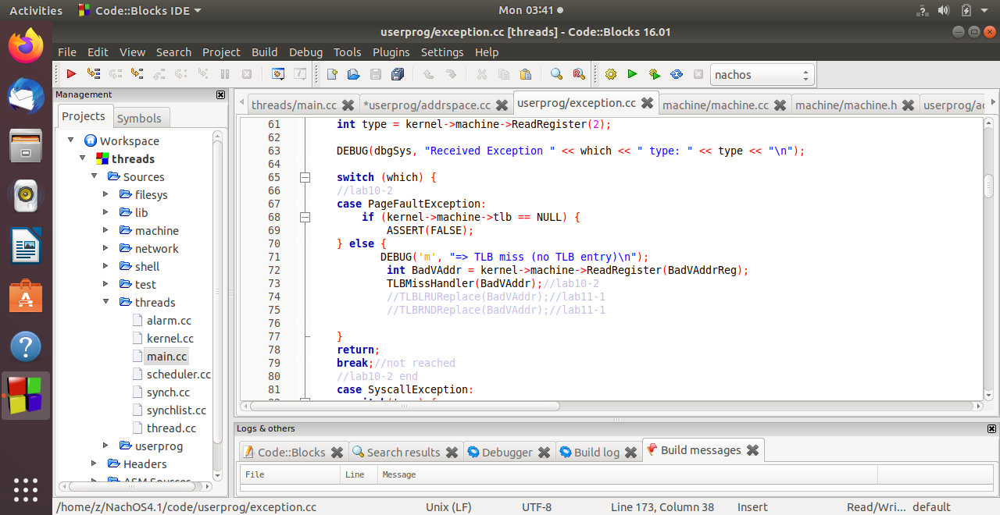 Activities Code::Blocks IDE Mon 03:41
userprog/exception.cc [threads] - Code::Blocks 16.01
File Edit View Search Project Build Debug Tools Plugins Settings Help
nachos
Management
Projects Symbols
Workspace
threads
Sources
filesys
lib
machine
network
shell
test
threads
alarm.cc
kernel.cc
main.cc
scheduler.cc
synch.cc
synchlist.cc
thread.cc
userprog
Headers
ASM Sources
threads/main.cc *userprog/addrspace.cc userprog/exception.cc machine/machine.cc machine/machine.h userprog/ac
61 int type = kernel->machine->ReadRegister(2);
62
63 DEBUG(dbgSys, "Received Exception " << which << " type: " << type << "\n");
64
65 switch (which) {
66 //lab10-2
67 case PageFaultException:
68 if (kernel->machine->tlb == NULL) {
69 ASSERT(FALSE);
70 } else {
71 DEBUG('m', "=> TLB miss (no TLB entry)\n");
72 int BadVAddr = kernel->machine->ReadRegister(BadVAddrReg);
73 TLBMissHandler(BadVAddr);//lab10-2
74 //TLBLRUReplace(BadVAddr);//lab11-1
75 //TLBRNDReplace(BadVAddr);//lab11-1
76
77 }
78 return;
79 break;//not reached
80 //lab10-2 end
81 case SyscallException:
Logs & others
Code::Blocks Search results Debugger Build log Build messages
File Line Message
/home/z/NachOS4.1/code/userprog/exception.cc Unix (LF) UTF-8 Line 173, Column 38 Insert Read/Wri... default